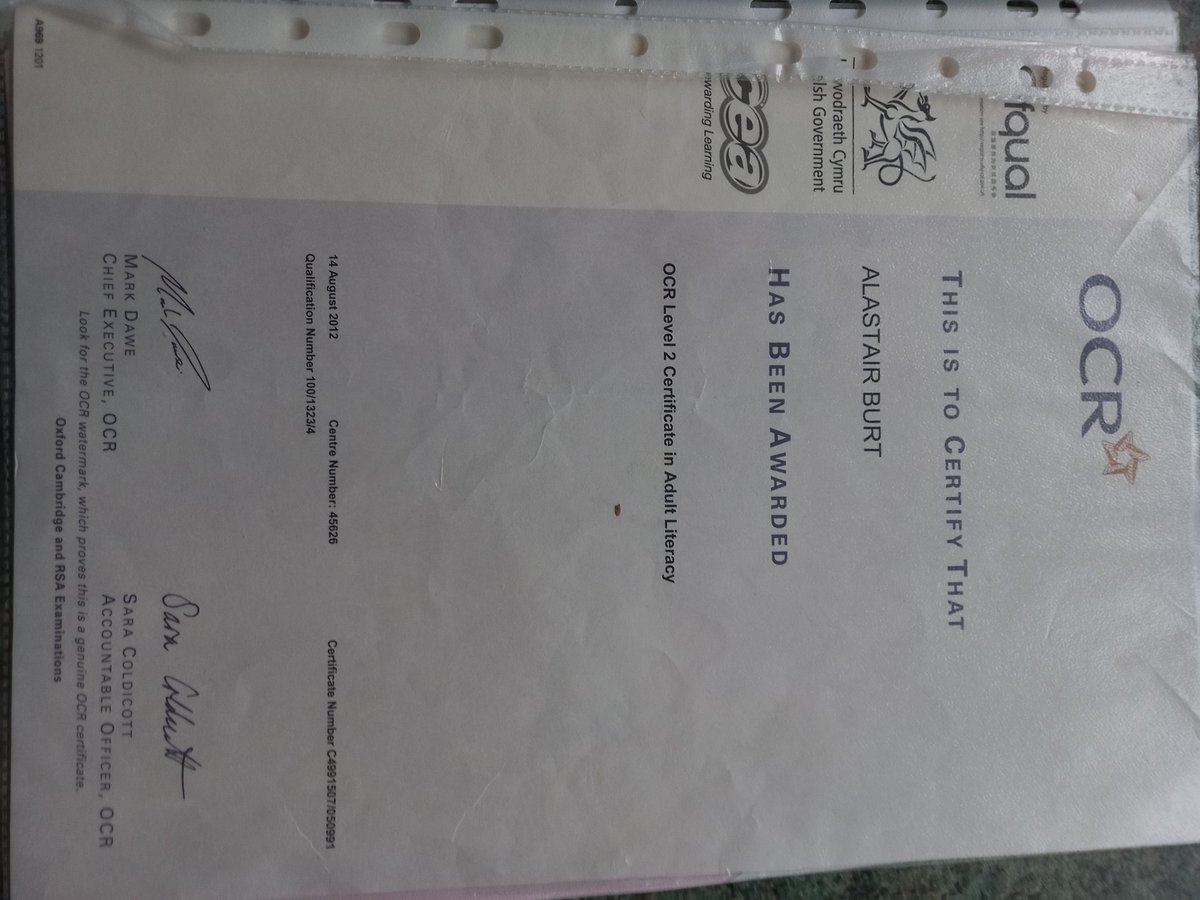 OCR
THIS IS TO CERTIFY THAT
ALASTAIR BURT
HAS BEEN AWARDED
OCR Level 2 Certificate in Adult Literacy
14 August 2012 Centre Number: 45626 Certificate Number C4991507/050991
Qualification Number 100/1323/4
MARK DAWE SARA COLDICOTT
CHIEF EXECUTIVE, OCR ACCOUNTABLE OFFICER, OCR
Look for the OCR watermark, which proves this is a genuine OCR certificate.
Oxford Cambridge and RSA Examinations
fqual
wodraeth Cymru
lsh Government
cea
warding Learning
A969 1201